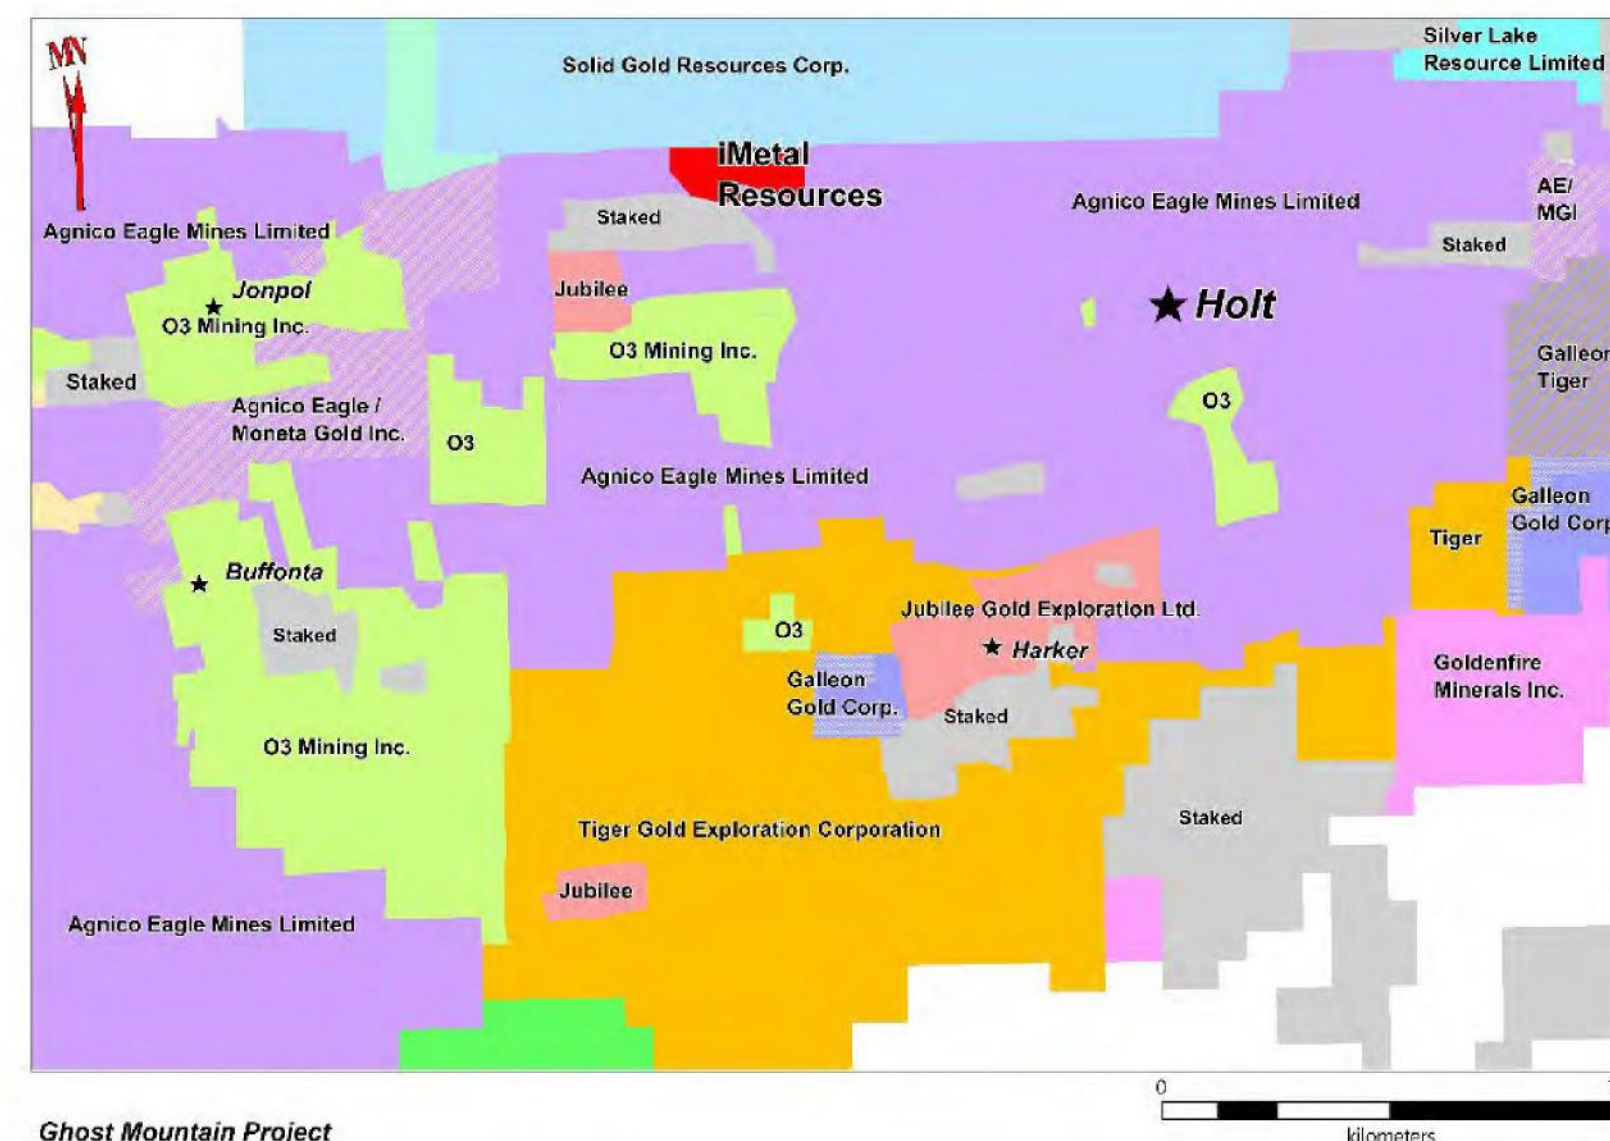 MN
Silver Lake
Resource Limited
Solid Gold Resources Corp.
iMetal
Resources
AE/
MGI
Agnico Eagle Mines Limited
Staked
Agnico Eagle Mines Limited
Staked
Jonpol
Jubilee
Holt
O3 Mining Inc.
O3 Mining Inc.
Galleon
Tiger
Staked
Agnico Eagle /
Moneta Gold Inc.
O3
O3
Agnico Eagle Mines Limited
Galleon
Gold Corp
Tiger
Buffonta
Jubilee Gold Exploration Ltd.
Staked
O3
Harker
Goldenfire
Minerals Inc.
Galleon
Gold Corp.
Staked
O3 Mining Inc.
Staked
Tiger Gold Exploration Corporation
Jubilee
Agnico Eagle Mines Limited
0
kilometers
Ghost Mountain Project